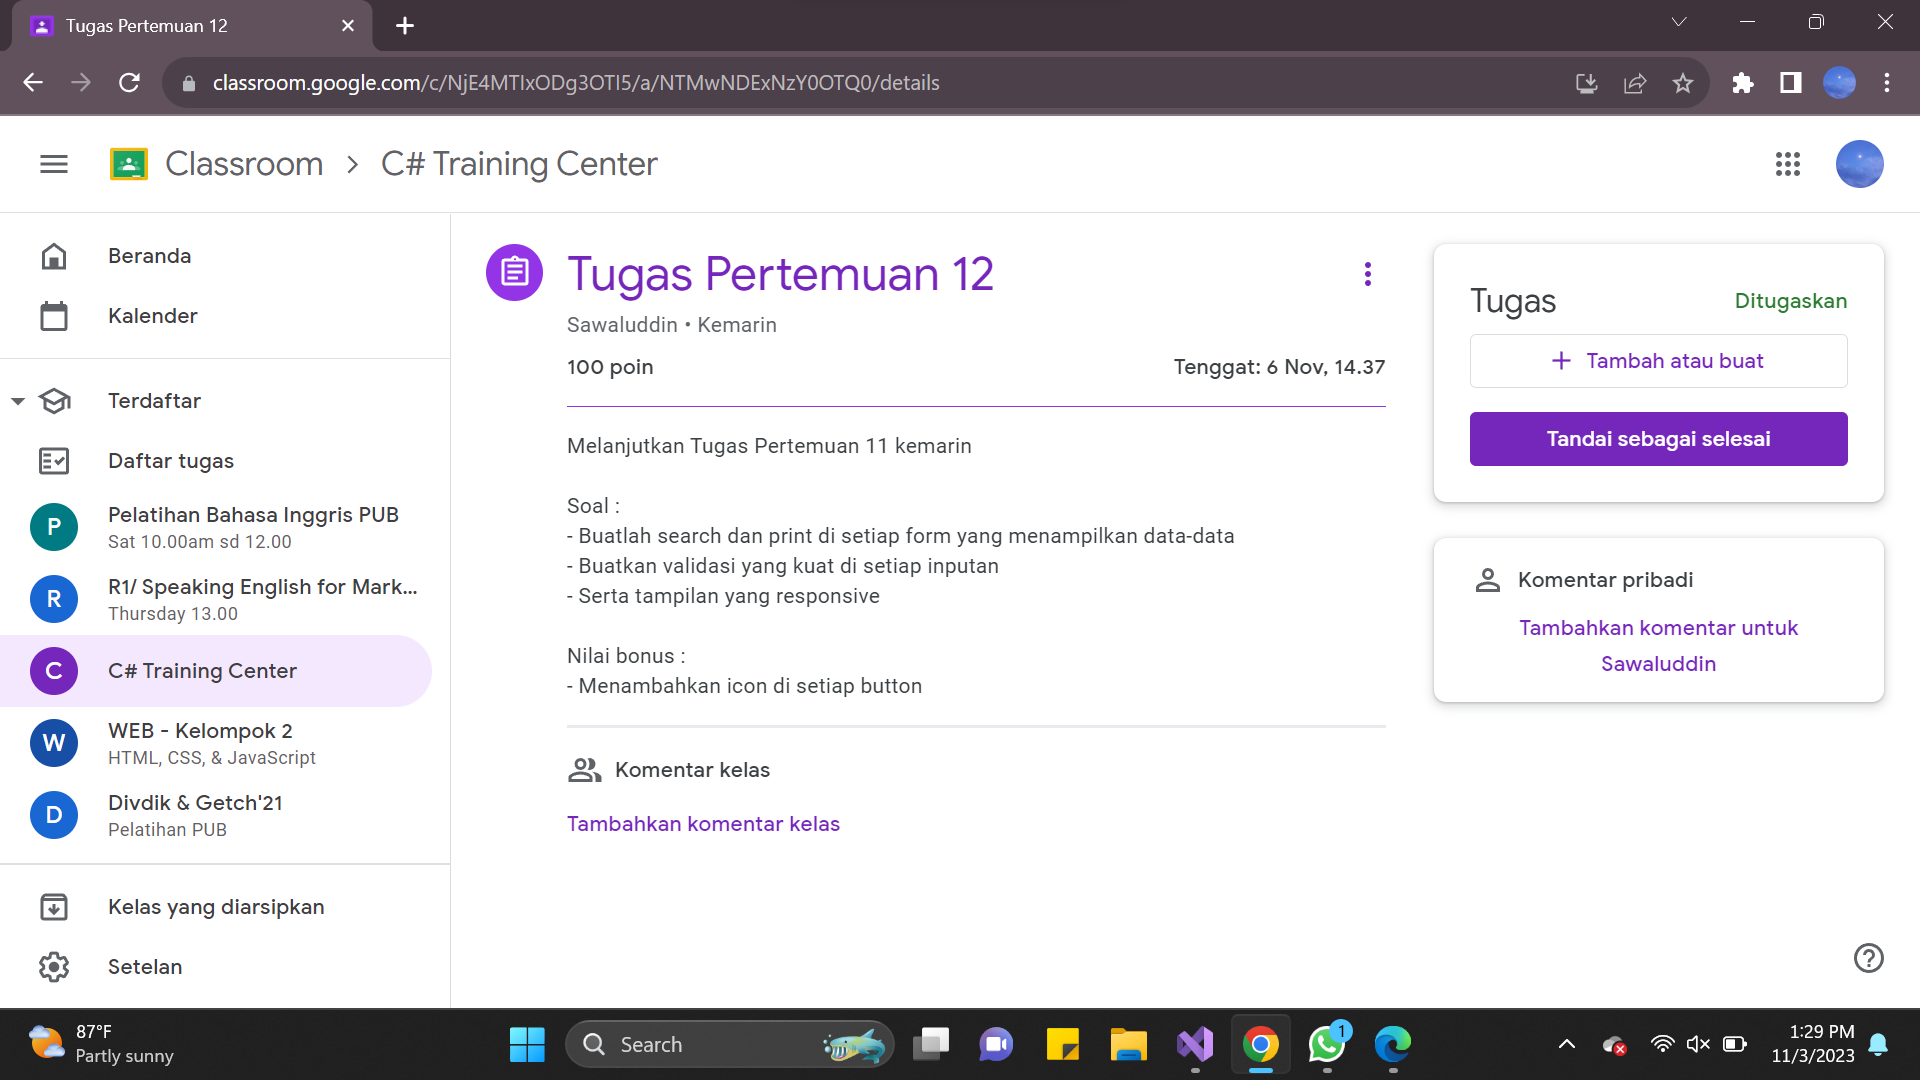 Tugas Pertemuan 12
classroom.google.com/c/NjE4MTIxODg3OTI5/a/NTMwNDExNzY0OTQ0/details
Classroom > C# Training Center
Beranda
Kalender
Terdaftar
Daftar tugas
P
Pelatihan Bahasa Inggris PUB
Sat 10.00am sd 12.00
R
R1/ Speaking English for Mark...
Thursday 13.00
C
C# Training Center
W
WEB - Kelompok 2
HTML, CSS, & JavaScript
D
Divdik & Getch'21
Pelatihan PUB
Kelas yang diarsipkan
Setelan
Tugas Pertemuan 12
Sawaluddin • Kemarin
100 poin
Tenggat: 6 Nov, 14.37
Melanjutkan Tugas Pertemuan 11 kemarin
Soal :
- Buatlah search dan print di setiap form yang menampilkan data-data
- Buatkan validasi yang kuat di setiap inputan
- Serta tampilan yang responsive
Nilai bonus :
- Menambahkan icon di setiap button
Komentar kelas
Tambahkan komentar kelas
Tugas
Ditugaskan
+ Tambah atau buat
Tandai sebagai selesai
Komentar pribadi
Tambahkan komentar untuk
Sawaluddin
87°F
Partly sunny
Search
1
1:29 PM
11/3/2023